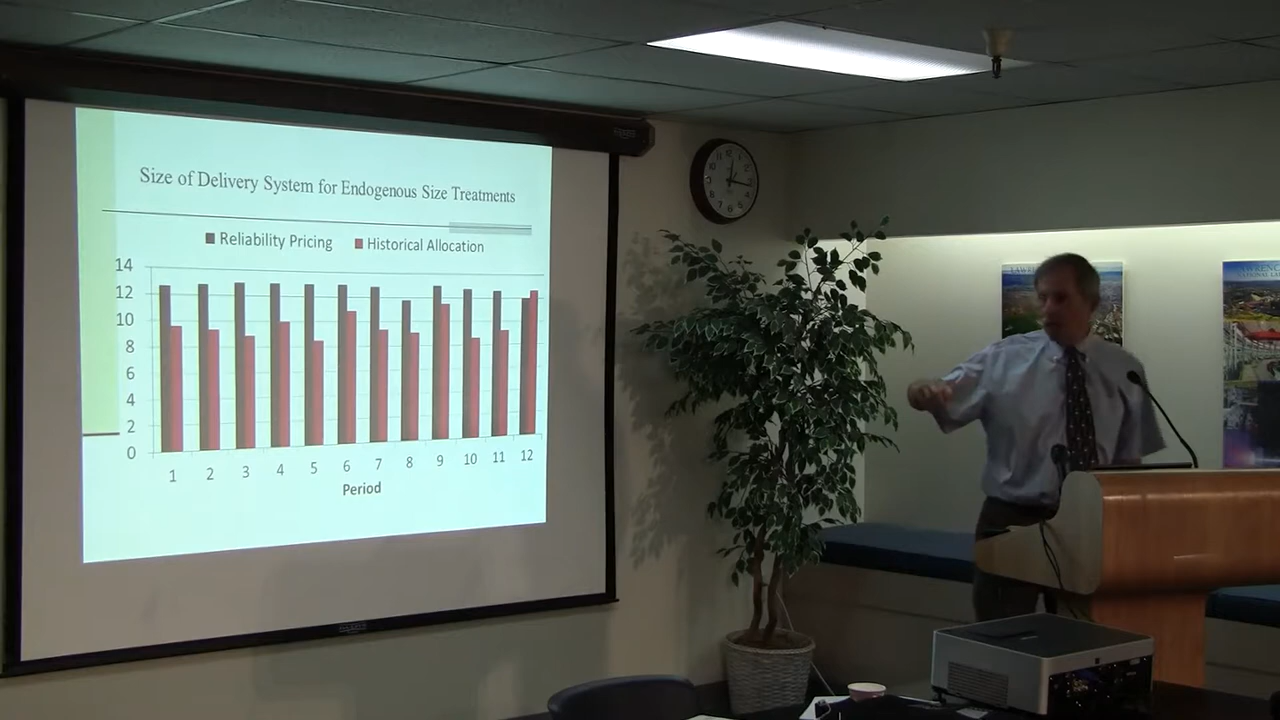 Size of Delivery System for Endogenous Size Treatments
Reliability Pricing
Historical Allocation
14
12
10
8
6
4
2
0
1 2 3 4 5 6 7 8 9 10 11 12
Period